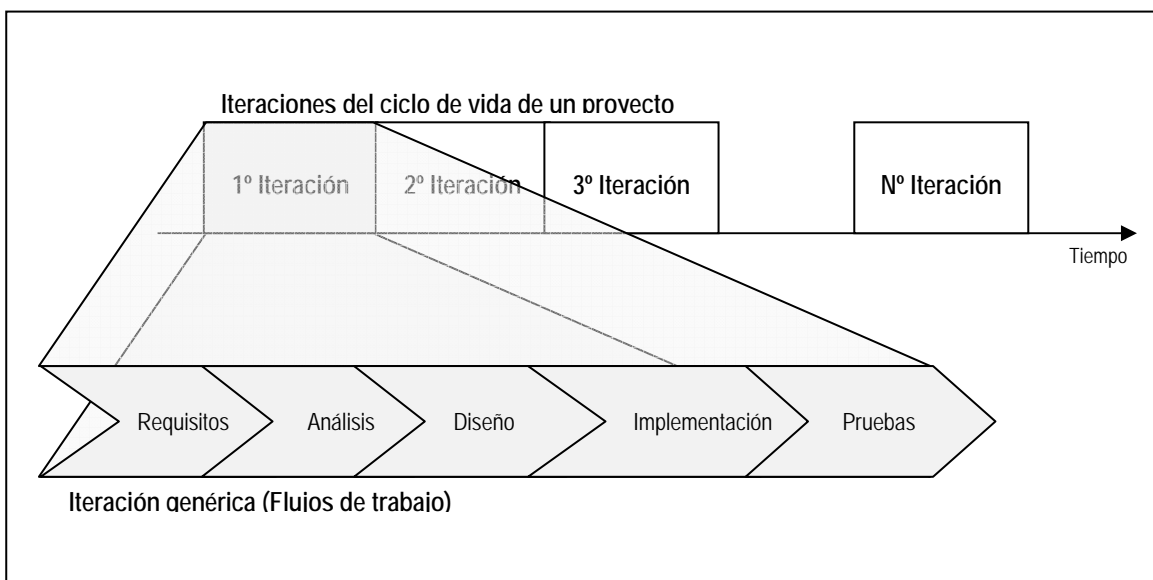 Iteraciones del ciclo de vida de un proyecto
1º Iteración
2º Iteración
3º Iteración
Nº Iteración
Tiempo
Requisitos
Análisis
Diseño
Implementación
Pruebas
Iteración genérica (Flujos de trabajo)